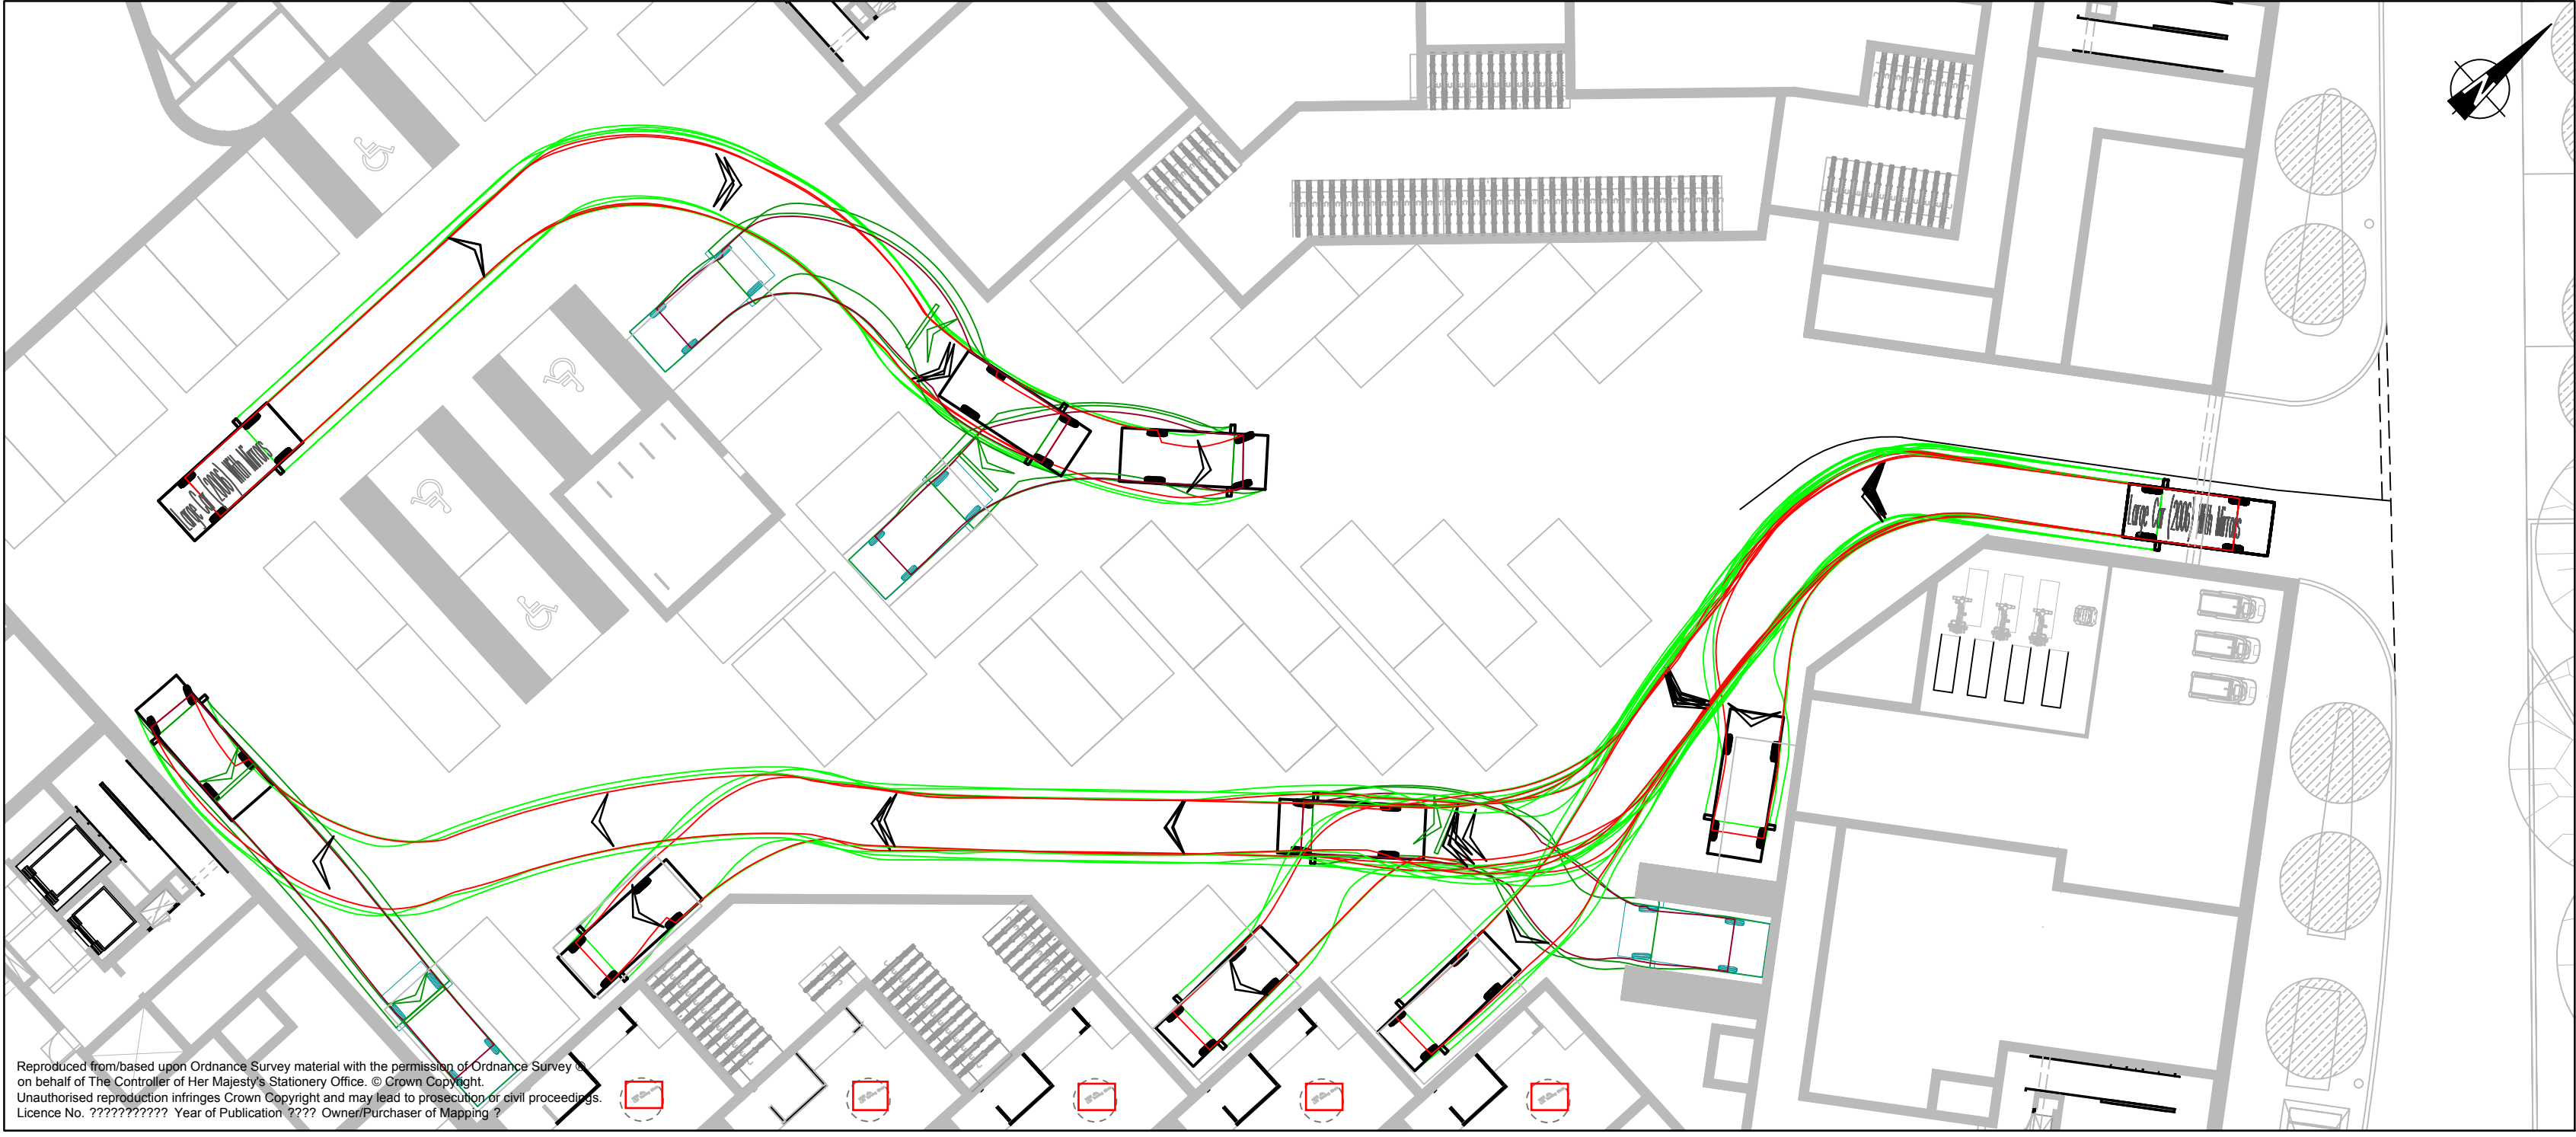 Large Car (2006) With Mirrors
Large Car (2006) With Mirrors
Reproduced from/based upon Ordnance Survey material with the permission of Ordnance Survey ©
on behalf of The Controller of Her Majesty's Stationery Office. © Crown Copyright.
Unauthorised reproduction infringes Crown Copyright and may lead to prosecution or civil proceedings.
Licence No. ??????????? Year of Publication ???? Owner/Purchaser of Mapping ?